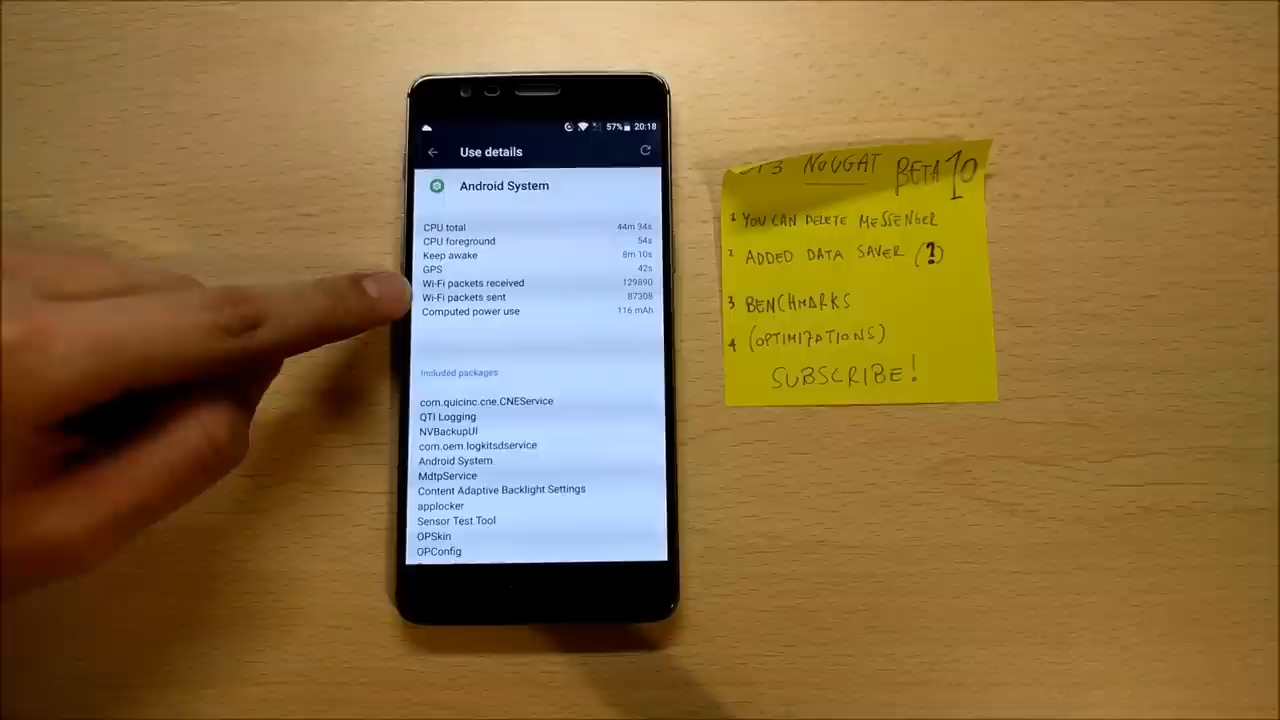 57% 20:18
Use details
Android System
CPU total 44m 34s
CPU foreground 54s
Keep awake 8m 10s
GPS 42s
Wi-Fi packets received 129890
Wi-Fi packets sent 87308
Computed power use 116 mAh
Included packages
com.quicinc.cne.CNEService
QTI Logging
NVBackupUI
com.oem.logkitsdservice
Android System
MdtpService
Content Adaptive Backlight Settings
applocker
Sensor Test Tool
OPSkin
OPConfig
NOUGAT BETA 10
1 YOU CAN DELETE MESSENGER
2 ADDED DATA SAVER (?)
3 BENCHMARKS
4 (OPTIMIZATIONS)
SUBSCRIBE!